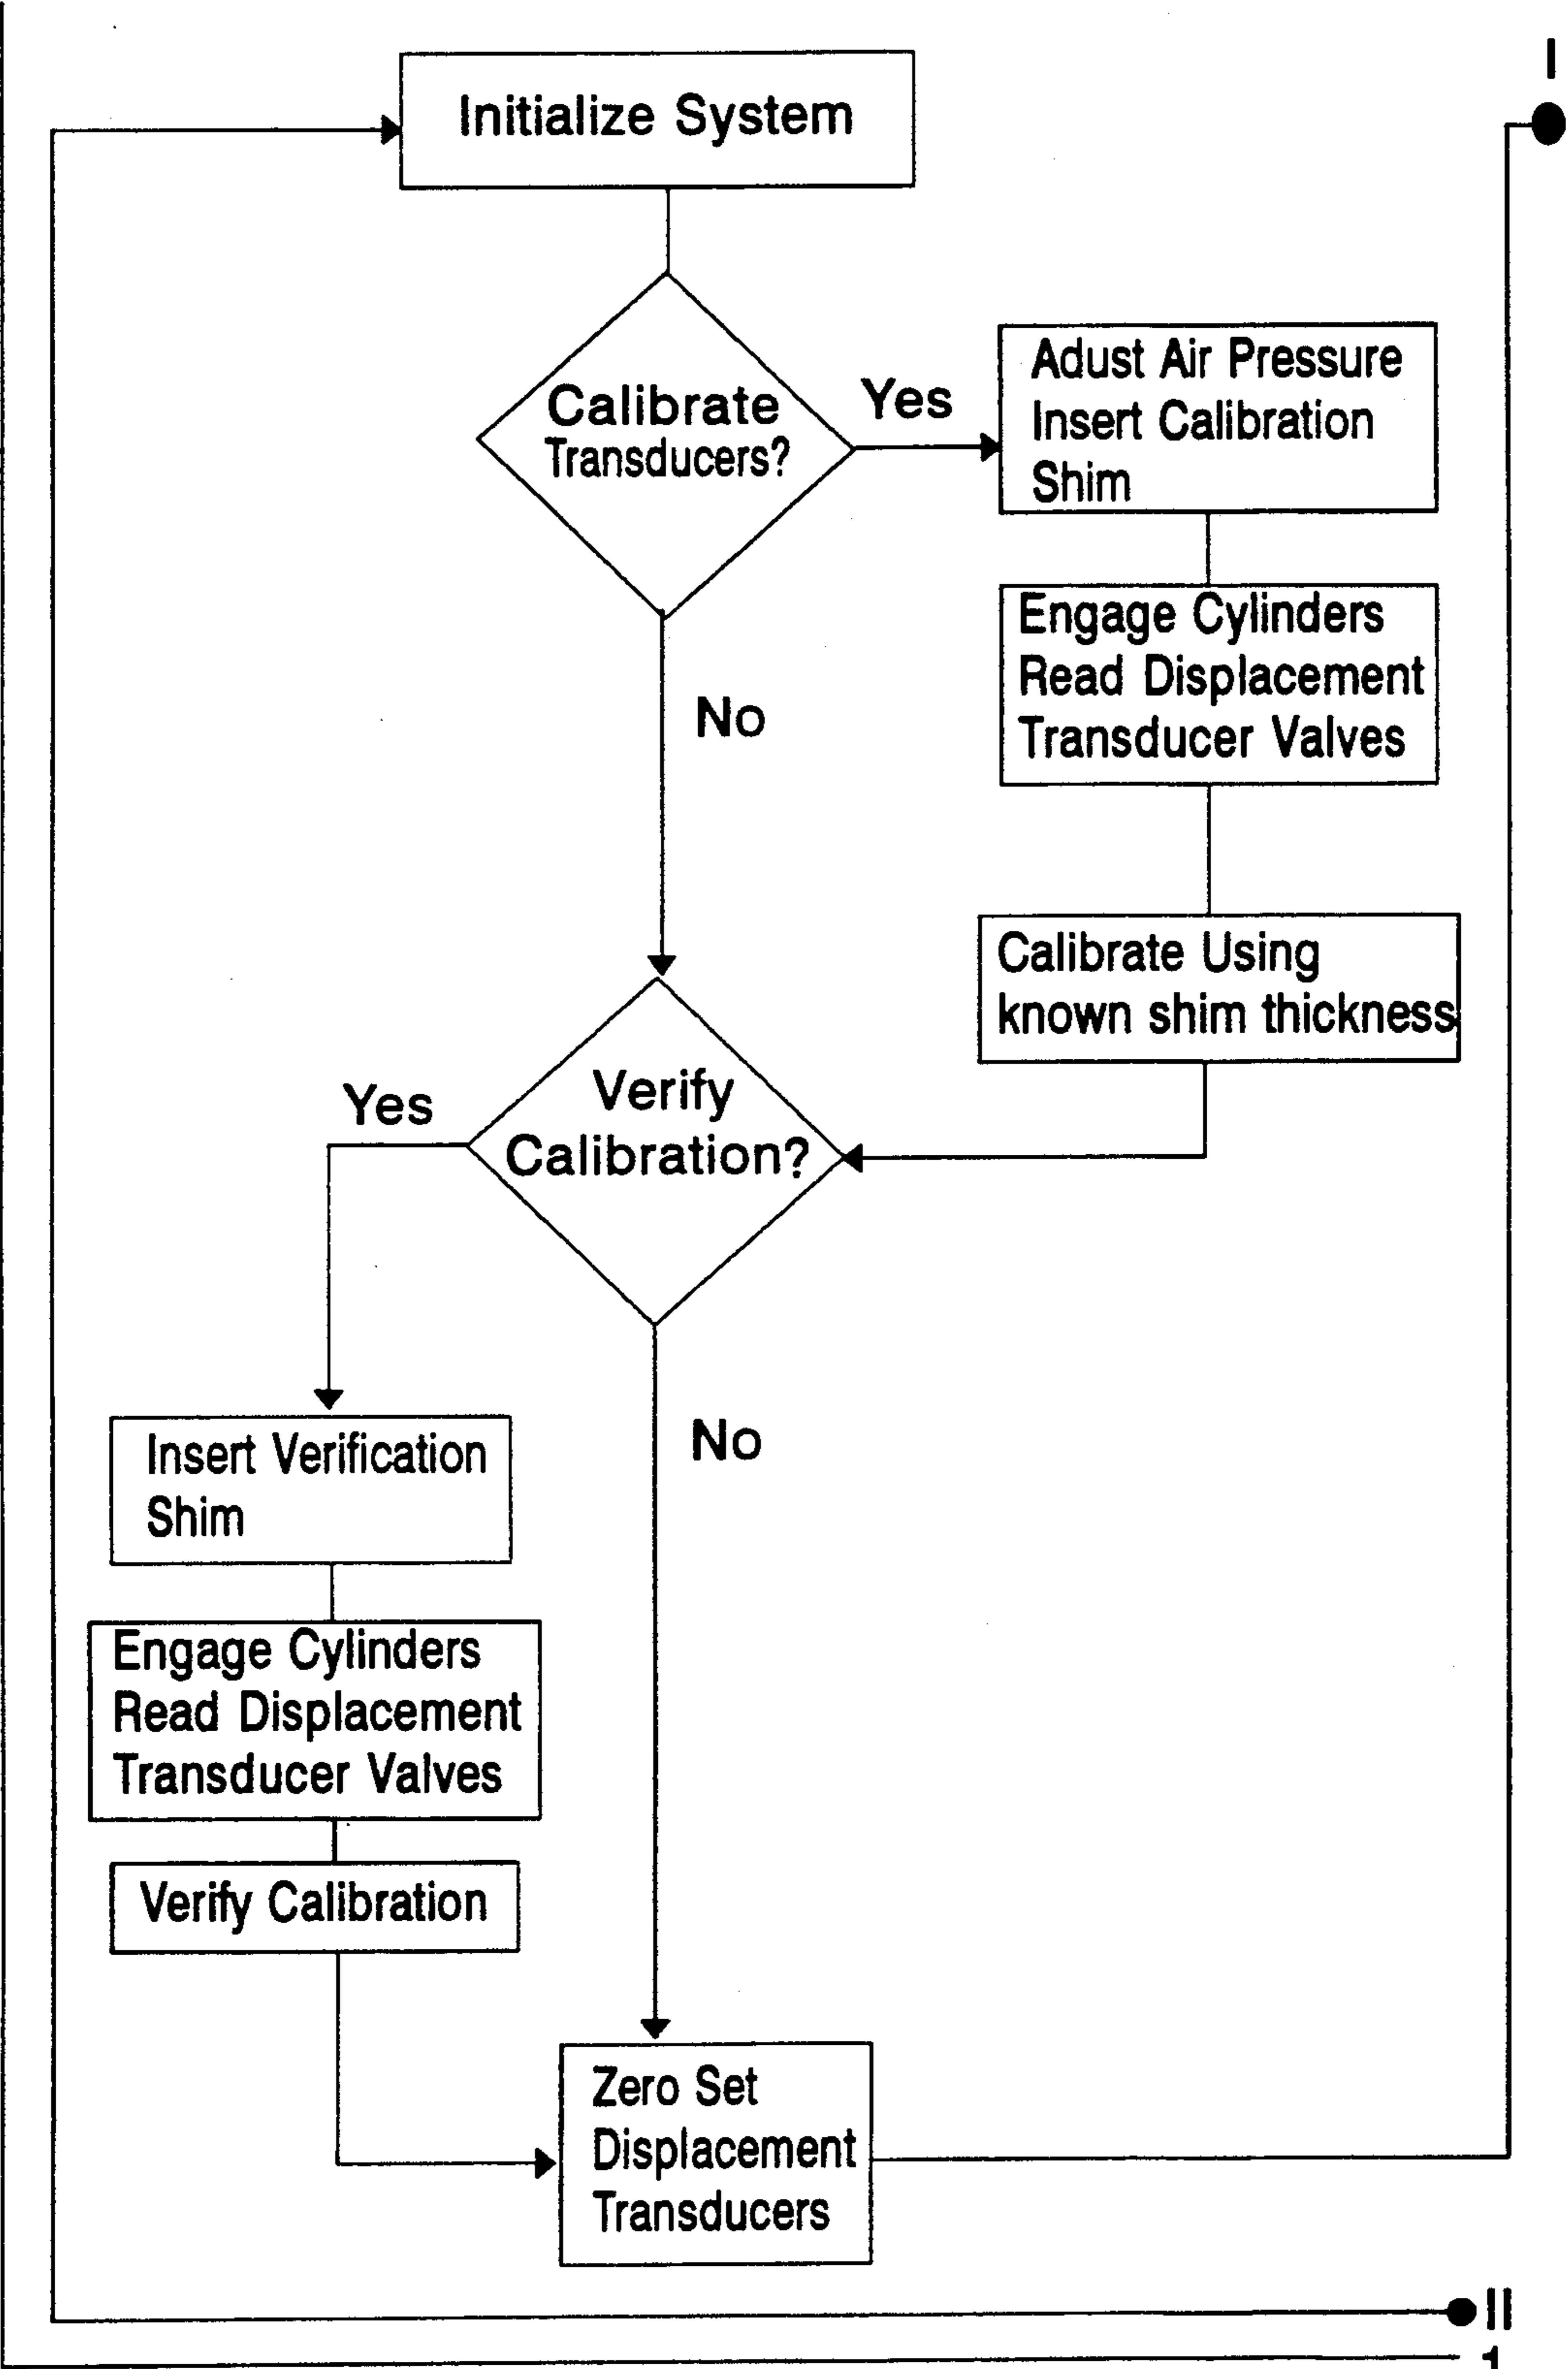 I
Initialize System
Calibrate
Transducers?
Yes
Adust Air Pressure
Insert Calibration
Shim
Engage Cylinders
Read Displacement
Transducer Valves
No
Calibrate Using
known shim thickness
Yes
Verify
Calibration?
Insert Verification
Shim
No
Engage Cylinders
Read Displacement
Transducer Valves
Verify Calibration
Zero Set
Displacement
Transducers
II
1